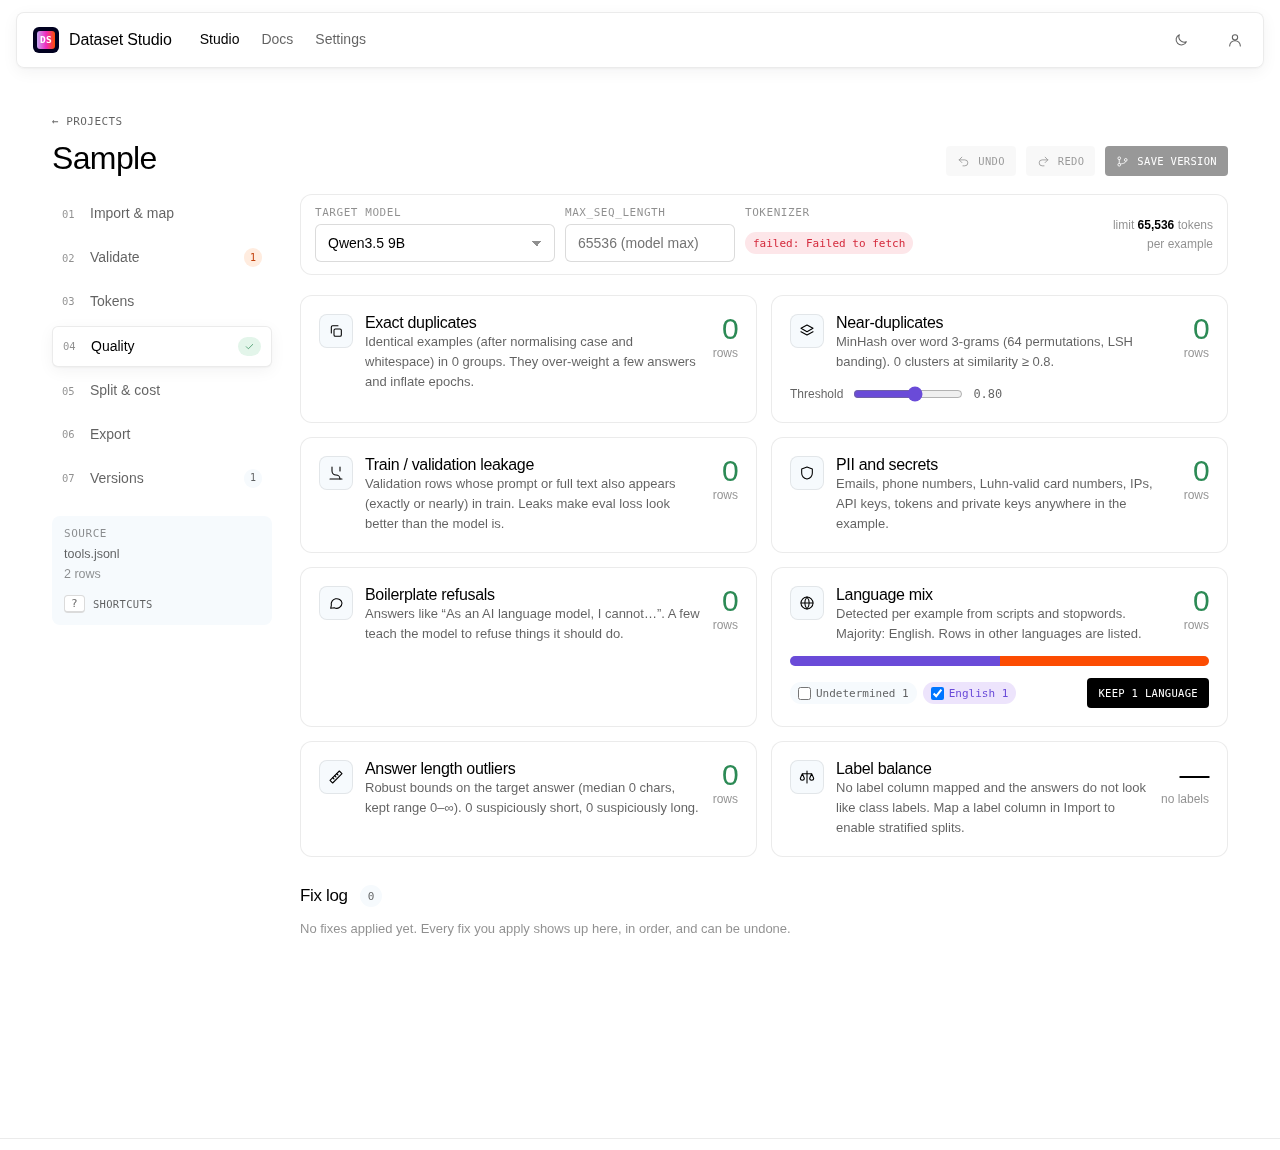 DS
Dataset Studio
Studio
Docs
Settings
← PROJECTS
Sample
UNDO
REDO
SAVE VERSION
01 Import & map
02 Validate 1
03 Tokens
04 Quality
05 Split & cost
06 Export
07 Versions 1
SOURCE
tools.jsonl
2 rows
? SHORTCUTS
TARGET MODEL
Qwen3.5 9B
MAX_SEQ_LENGTH
65536 (model max)
TOKENIZER
failed: Failed to fetch
limit 65,536 tokens
per example
Exact duplicates
Identical examples (after normalising case and
whitespace) in 0 groups. They over-weight a few answers
and inflate epochs.
0
rows
Near-duplicates
MinHash over word 3-grams (64 permutations, LSH
banding). 0 clusters at similarity ≥ 0.8.
0
rows
Threshold 0.80
Train / validation leakage
Validation rows whose prompt or full text also appears
(exactly or nearly) in train. Leaks make eval loss look
better than the model is.
0
rows
PII and secrets
Emails, phone numbers, Luhn-valid card numbers, IPs,
API keys, tokens and private keys anywhere in the
example.
0
rows
Boilerplate refusals
Answers like “As an AI language model, I cannot…”. A few
teach the model to refuse things it should do.
0
rows
Language mix
Detected per example from scripts and stopwords.
Majority: English. Rows in other languages are listed.
0
rows
Undetermined 1
English 1
KEEP 1 LANGUAGE
Answer length outliers
Robust bounds on the target answer (median 0 chars,
kept range 0–∞). 0 suspiciously short, 0 suspiciously long.
0
rows
Label balance
No label column mapped and the answers do not look
like class labels. Map a label column in Import to
enable stratified splits.
—
no labels
Fix log 0
No fixes applied yet. Every fix you apply shows up here, in order, and can be undone.